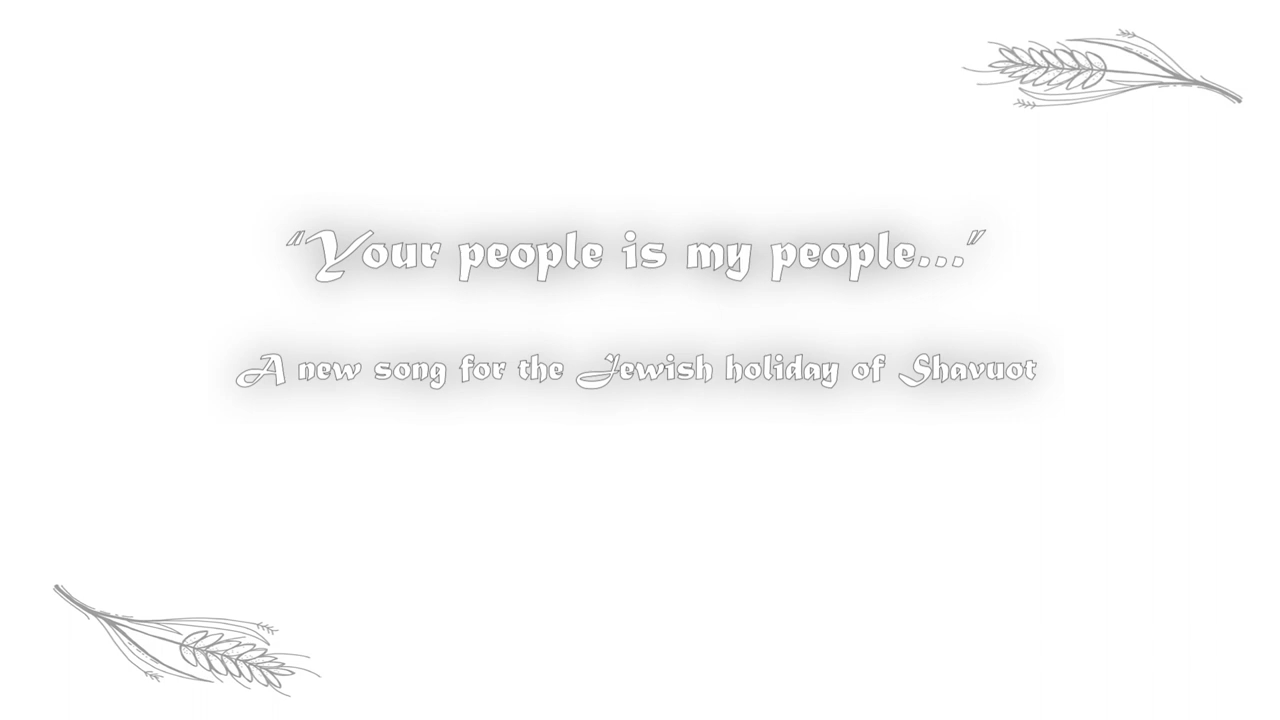 "Your people is my people..."
A new song for the Jewish holiday of Shavuot